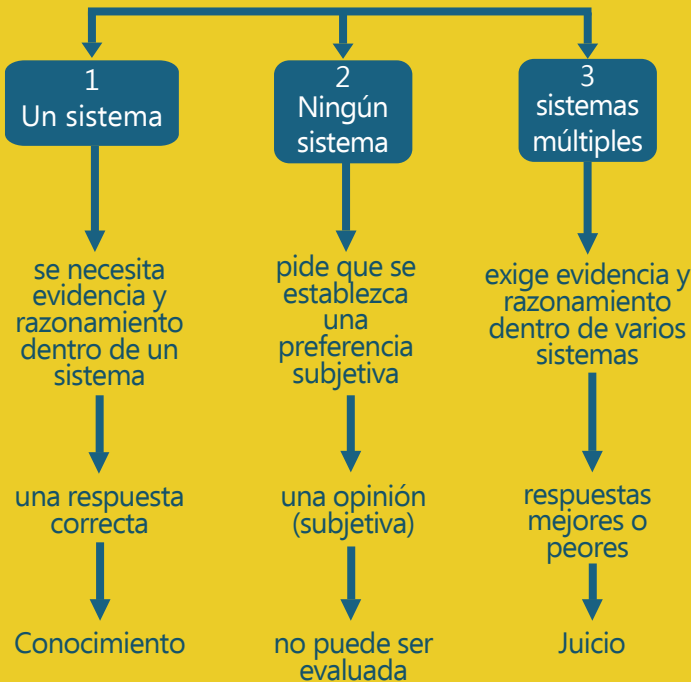 1
Un sistema
se necesita
evidencia y
razonamiento
dentro de un
sistema
una respuesta
correcta
Conocimiento
2
Ningún
sistema
pide que se
establezca
una
preferencia
subjetiva
una opinión
(subjetiva)
no puede ser
evaluada
3
sistemas
múltiples
exige evidencia y
razonamiento
dentro de varios
sistemas
respuestas
mejores o
peores
Juicio